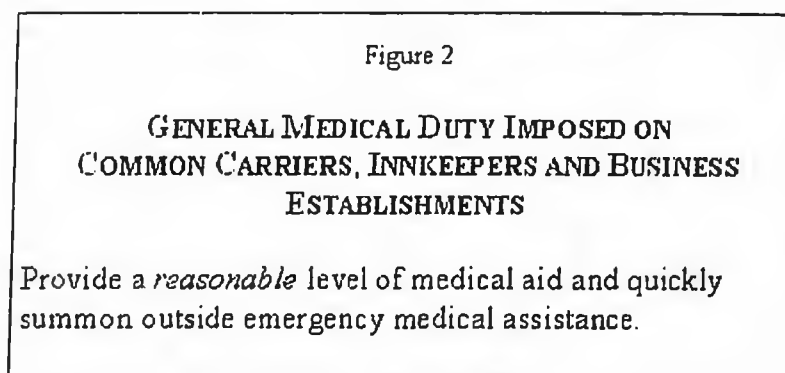 Figure 2
GENERAL MEDICAL DUTY IMPOSED ON
COMMON CARRIERS, INNKEEPERS AND BUSINESS
ESTABLISHMENTS
Provide a reasonable level of medical aid and quickly
summon outside emergency medical assistance.